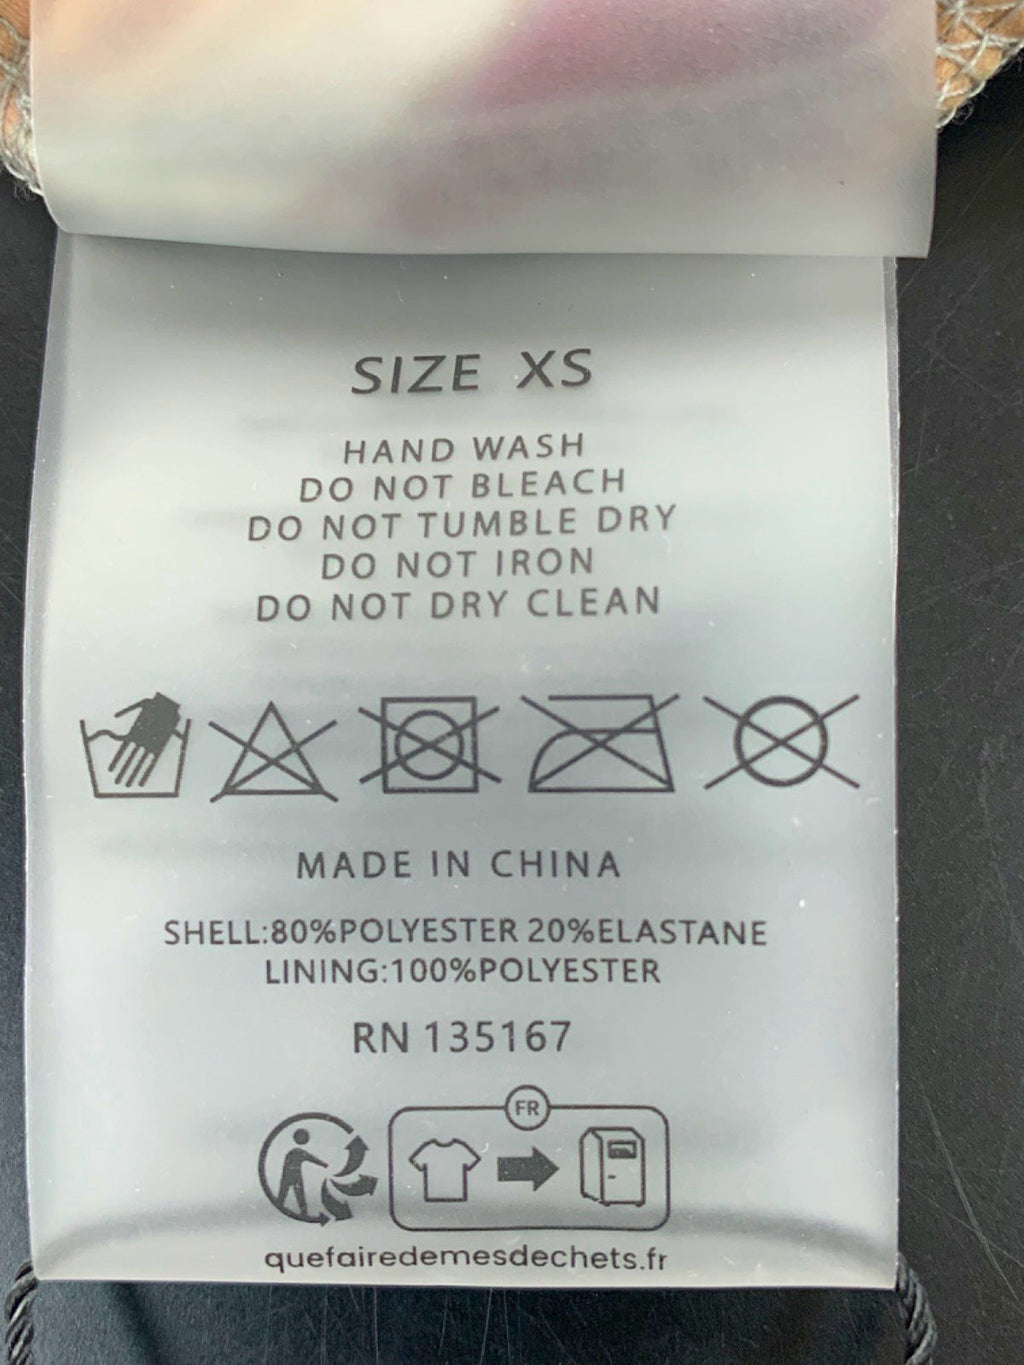 SIZE XS
HAND WASH
DO NOT BLEACH
DO NOT TUMBLE DRY
DO NOT IRON
DO NOT DRY CLEAN
MADE IN CHINA
SHELL:80%POLYESTER 20%ELASTANE
LINING:100%POLYESTER
RN 135167
FR
quefairedemesdechets.fr